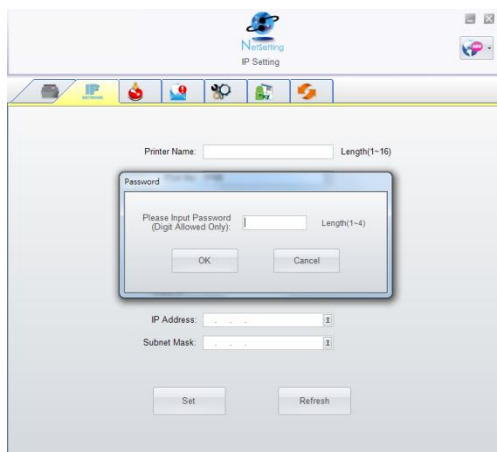 NetSetting
IP Setting
IP
Printer Name:
Length(1~16)
Password
Please Input Password
(Digit Allowed Only):
Length(1~4)
OK
Cancel
IP Address:
Subnet Mask:
Set
Refresh